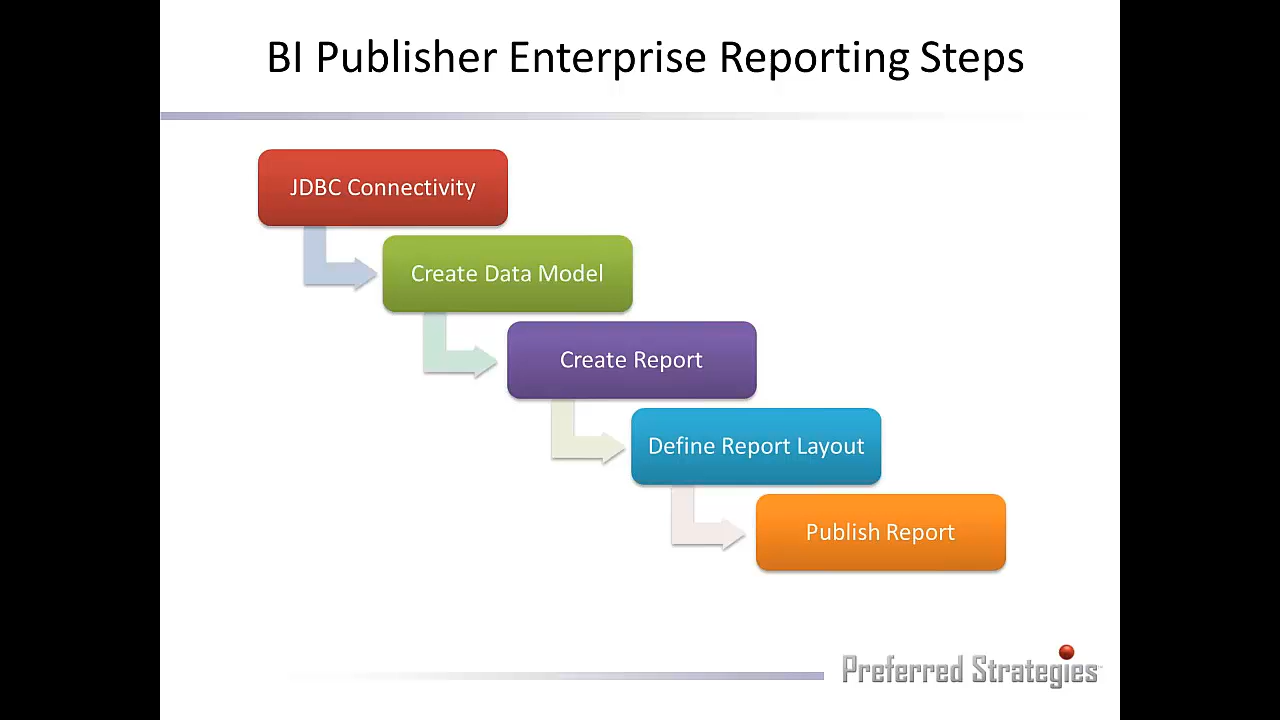 BI Publisher Enterprise Reporting Steps
JDBC Connectivity
Create Data Model
Create Report
Define Report Layout
Publish Report
Preferred Strategies